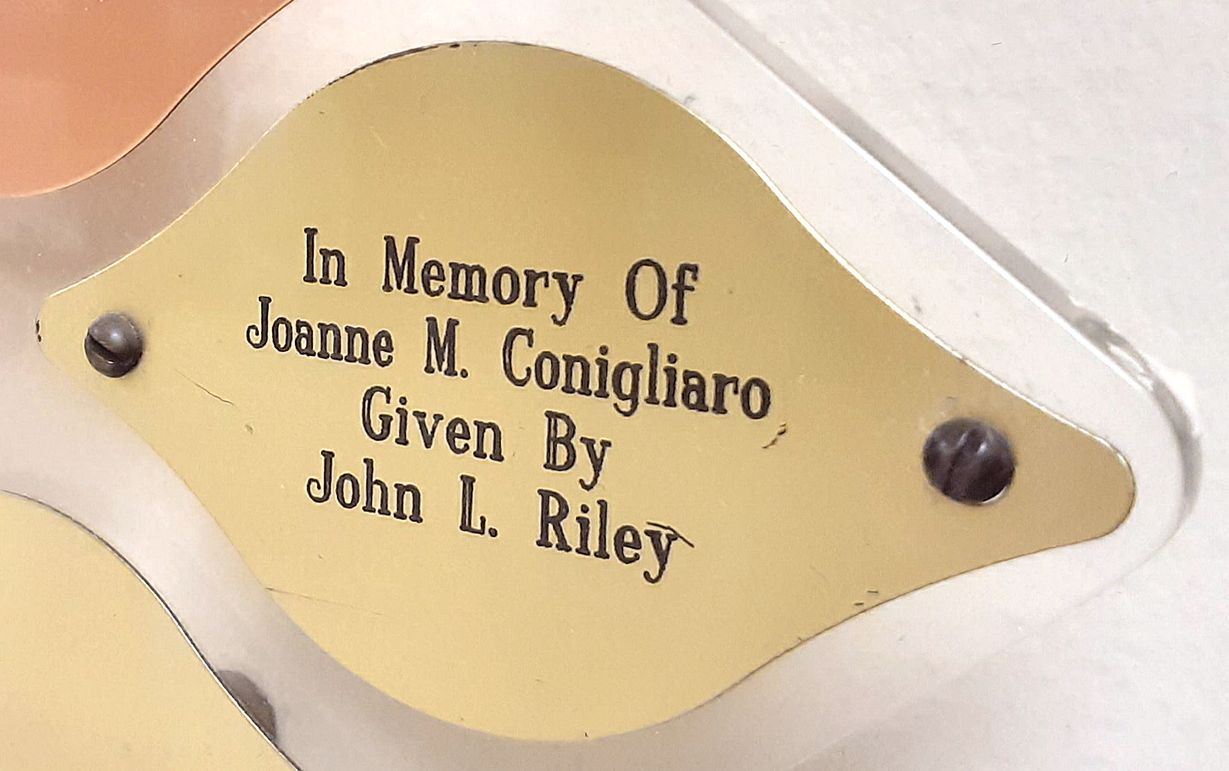 In Memory Of
Joanne M. Conigliaro
Given By
John L. Riley